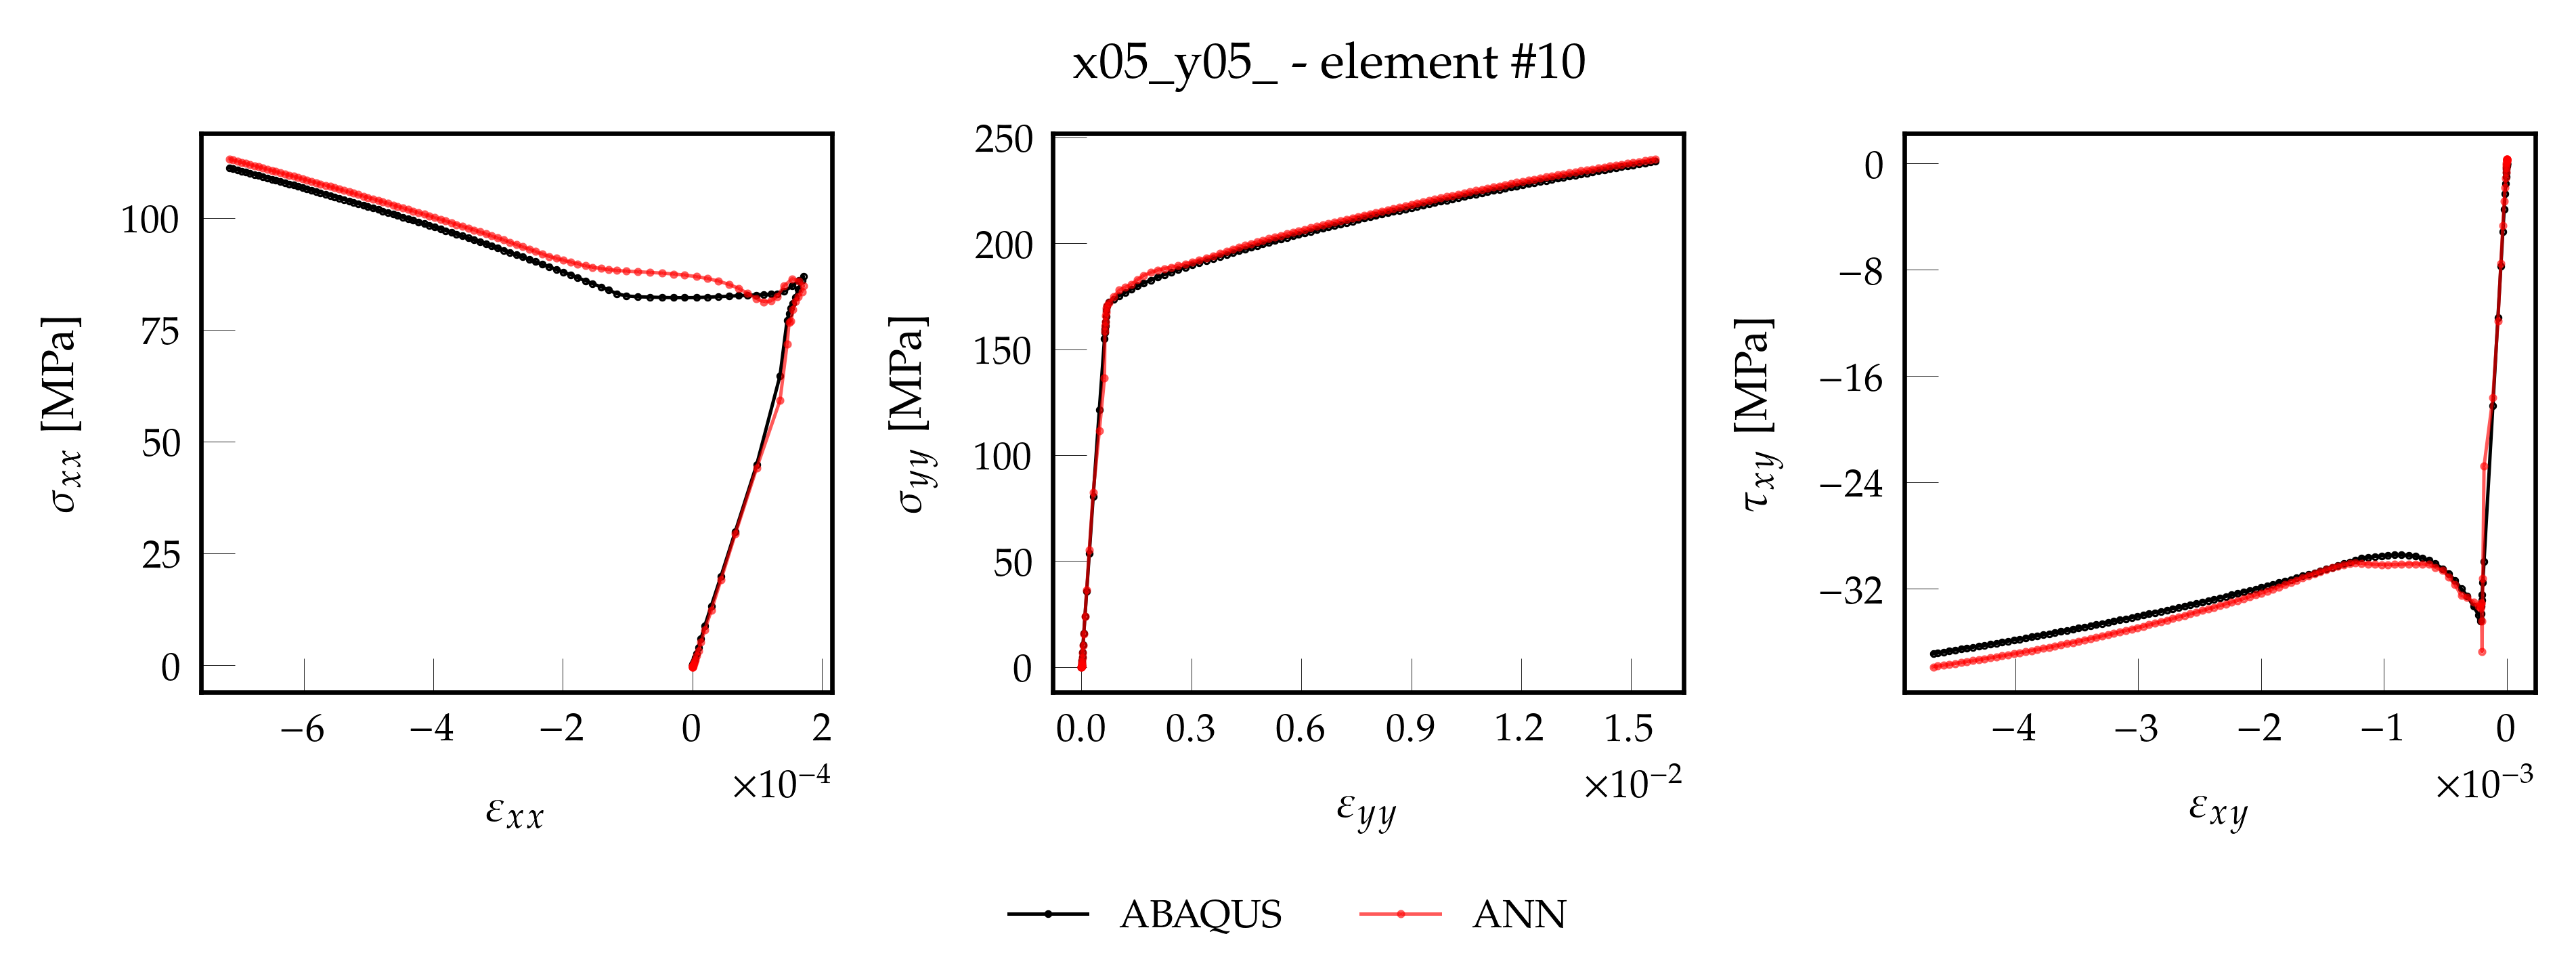 x05_y05_ - element #10
σxx [MPa]
100
75
50
25
0
−6 −4 −2 0 2
×10⁻⁴
εxx
σyy [MPa]
250
200
150
100
50
0
0.0 0.3 0.6 0.9 1.2 1.5
×10⁻²
εyy
τxy [MPa]
0
−8
−16
−24
−32
−4 −3 −2 −1 0
×10⁻³
εxy
ABAQUS ANN